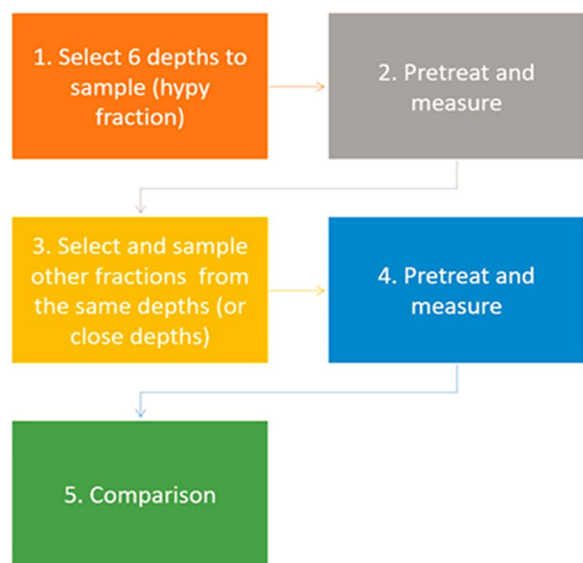 1. Select 6 depths to
sample (hypy
fraction)
2. Pretreat and
measure
3. Select and sample
other fractions from
the same depths (or
close depths)
4. Pretreat and
measure
5. Comparison